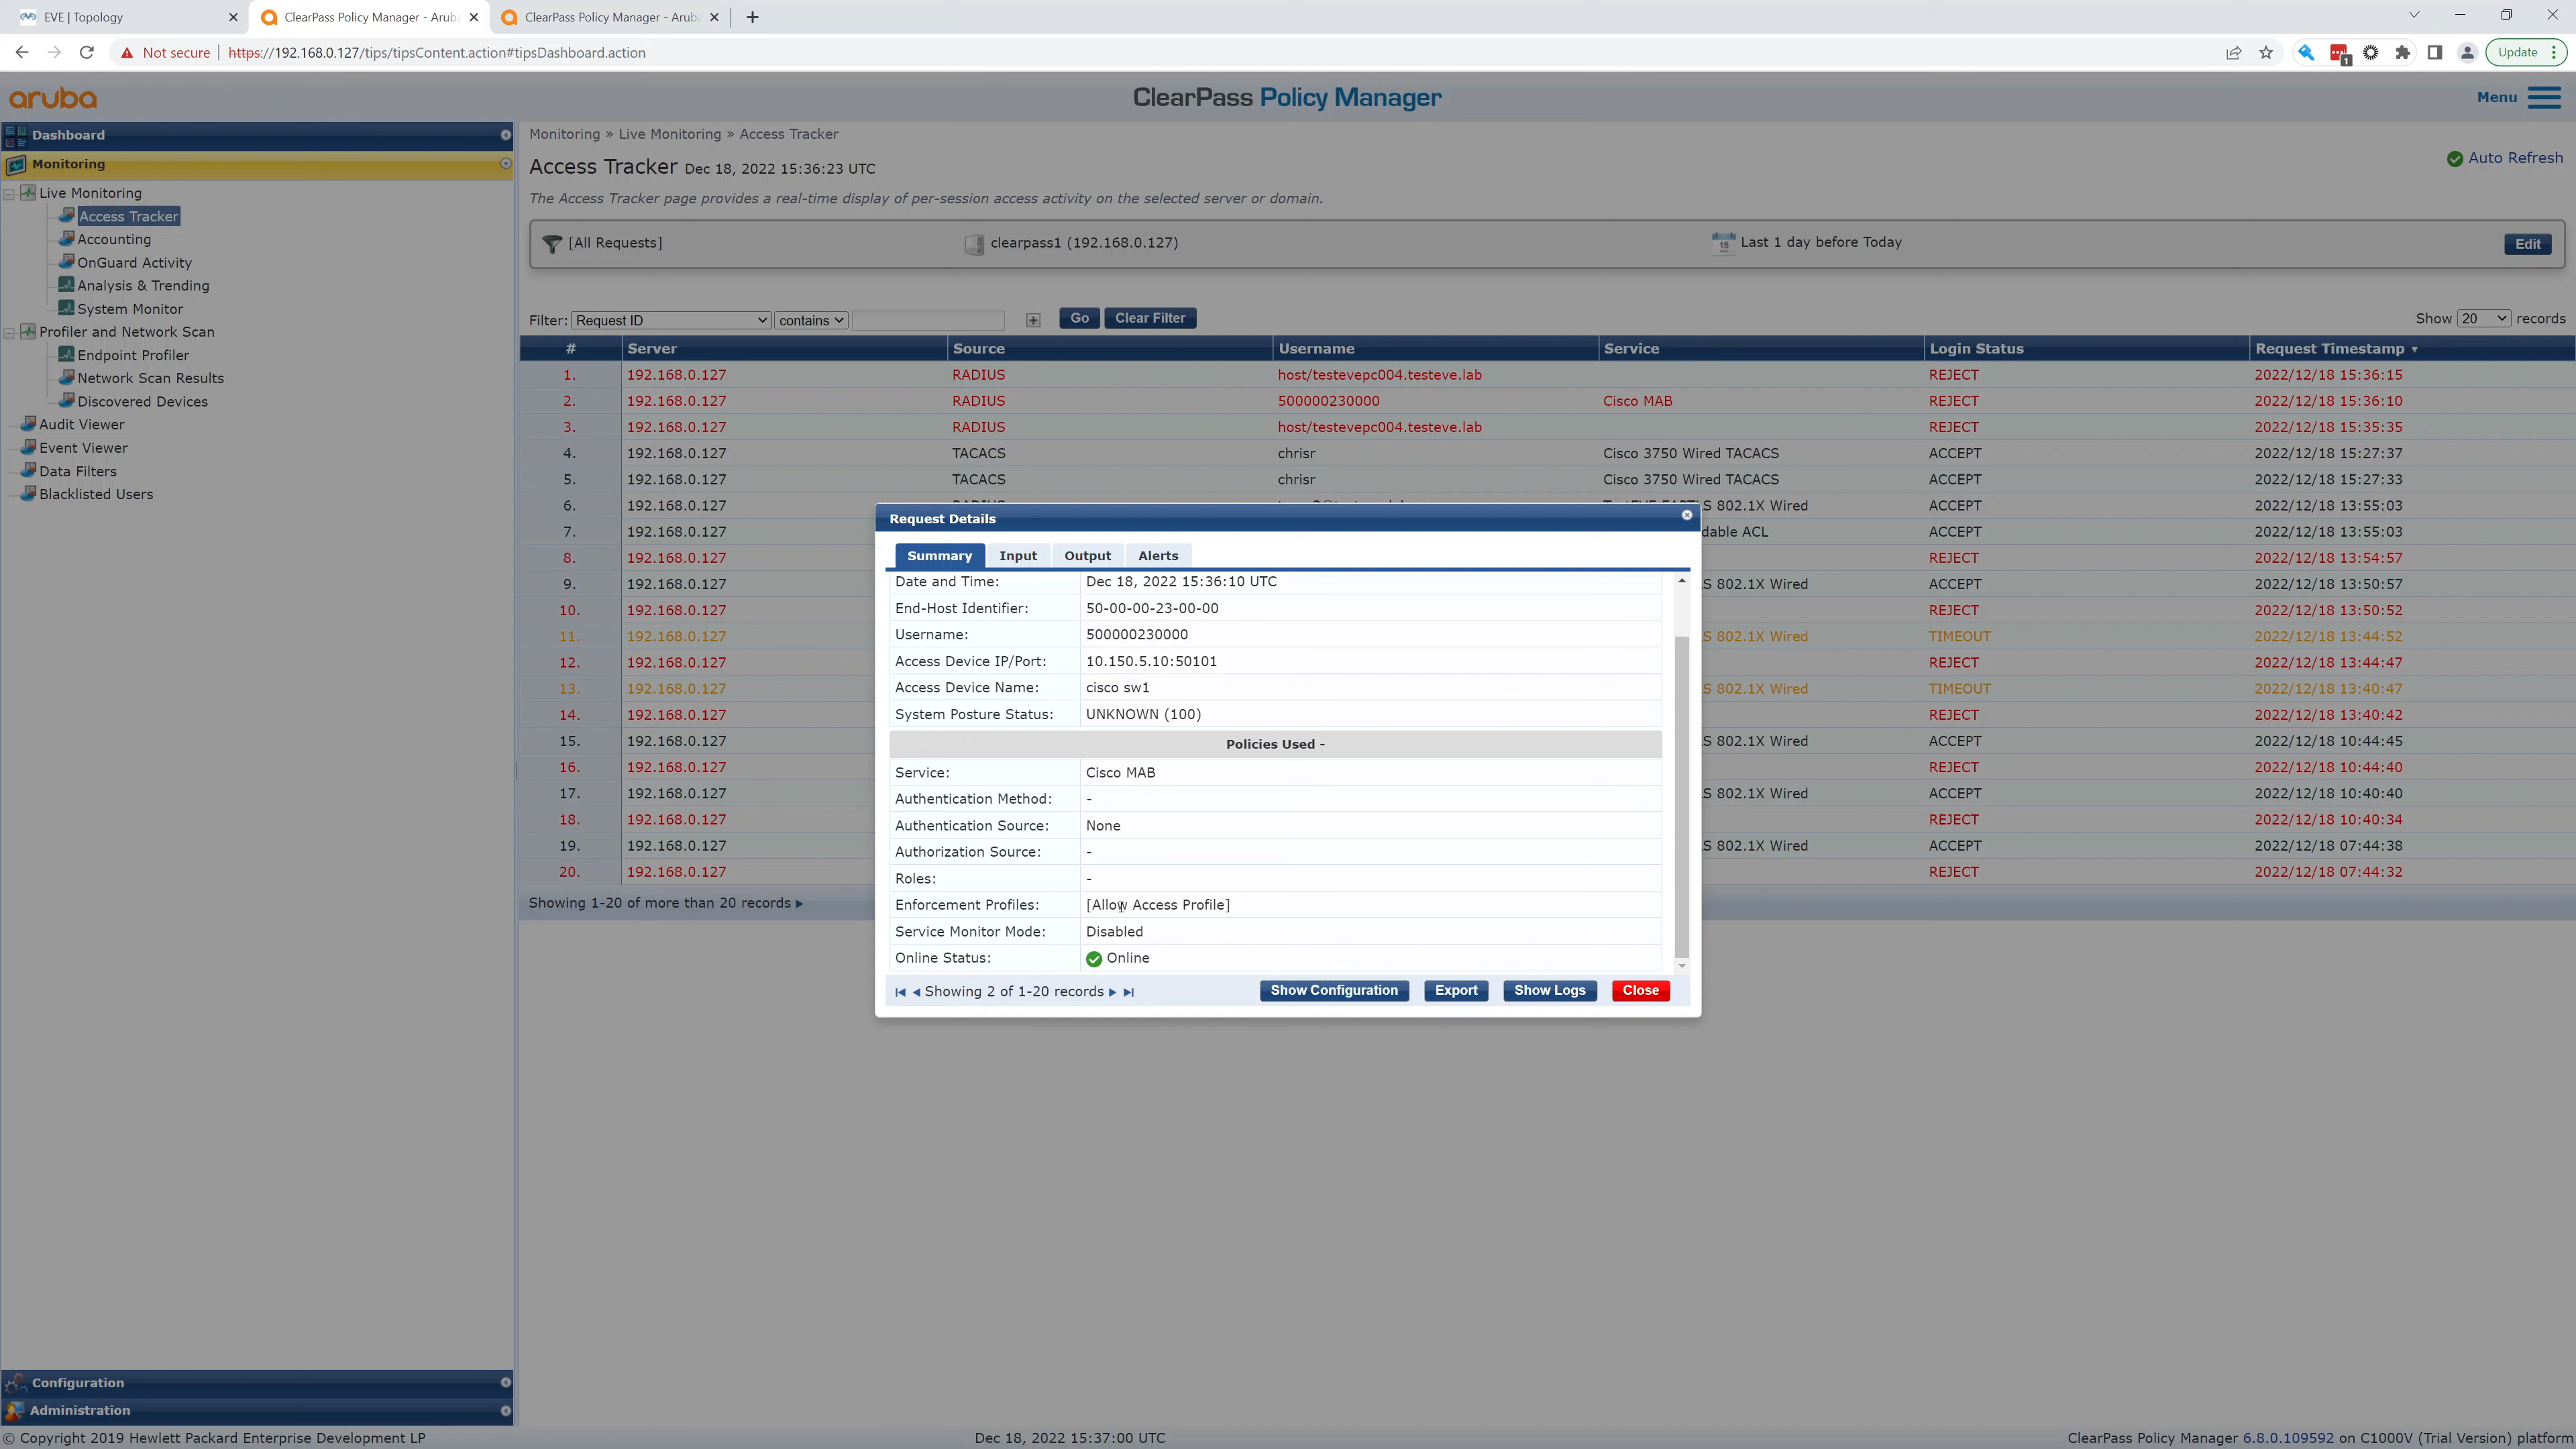 EVE | Topology
ClearPass Policy Manager - Aruba
ClearPass Policy Manager - Aruba
Not secure
https://192.168.0.127/tips/tipsContent.action#tipsDashboard.action
1
Update
aruba
ClearPass Policy Manager
Menu
Dashboard
Monitoring
Live Monitoring
Access Tracker
Accounting
OnGuard Activity
Analysis & Trending
System Monitor
Profiler and Network Scan
Endpoint Profiler
Network Scan Results
Discovered Devices
Audit Viewer
Event Viewer
Data Filters
Blacklisted Users
Configuration
Administration
Monitoring » Live Monitoring » Access Tracker
Access Tracker Dec 18, 2022 15:36:23 UTC
Auto Refresh
The Access Tracker page provides a real-time display of per-session access activity on the selected server or domain.
[All Requests]
clearpass1 (192.168.0.127)
15
Last 1 day before Today
Edit
Filter: Request ID contains Go Clear Filter
Show 20 records
# Server Source Username Service Login Status Request Timestamp
1. 192.168.0.127 RADIUS host/testevepc004.testeve.lab REJECT 2022/12/18 15:36:15
2. 192.168.0.127 RADIUS 500000230000 Cisco MAB REJECT 2022/12/18 15:36:10
3. 192.168.0.127 RADIUS host/testevepc004.testeve.lab REJECT 2022/12/18 15:35:35
4. 192.168.0.127 TACACS chrisr Cisco 3750 Wired TACACS ACCEPT 2022/12/18 15:27:37
5. 192.168.0.127 TACACS chrisr Cisco 3750 Wired TACACS ACCEPT 2022/12/18 15:27:33
6. 192.168.0.127 802.1X Wired ACCEPT 2022/12/18 13:55:03
7. 192.168.0.127 dable ACL ACCEPT 2022/12/18 13:55:03
8. 192.168.0.127 REJECT 2022/12/18 13:54:57
9. 192.168.0.127 802.1X Wired ACCEPT 2022/12/18 13:50:57
10. 192.168.0.127 REJECT 2022/12/18 13:50:52
11. 192.168.0.127 802.1X Wired TIMEOUT 2022/12/18 13:44:52
12. 192.168.0.127 REJECT 2022/12/18 13:44:47
13. 192.168.0.127 802.1X Wired TIMEOUT 2022/12/18 13:40:47
14. 192.168.0.127 REJECT 2022/12/18 13:40:42
15. 192.168.0.127 802.1X Wired ACCEPT 2022/12/18 10:44:45
16. 192.168.0.127 REJECT 2022/12/18 10:44:40
17. 192.168.0.127 802.1X Wired ACCEPT 2022/12/18 10:40:40
18. 192.168.0.127 REJECT 2022/12/18 10:40:34
19. 192.168.0.127 802.1X Wired ACCEPT 2022/12/18 07:44:38
20. 192.168.0.127 REJECT 2022/12/18 07:44:32
Showing 1-20 of more than 20 records
Request Details
Summary Input Output Alerts
Date and Time: Dec 18, 2022 15:36:10 UTC
End-Host Identifier: 50-00-00-23-00-00
Username: 500000230000
Access Device IP/Port: 10.150.5.10:50101
Access Device Name: cisco sw1
System Posture Status: UNKNOWN (100)
Policies Used -
Service: Cisco MAB
Authentication Method: -
Authentication Source: None
Authorization Source: -
Roles: -
Enforcement Profiles: [Allow Access Profile]
Service Monitor Mode: Disabled
Online Status: Online
Showing 2 of 1-20 records
Show Configuration Export Show Logs Close
© Copyright 2019 Hewlett Packard Enterprise Development LP
Dec 18, 2022 15:37:00 UTC
ClearPass Policy Manager 6.8.0.109592 on C1000V (Trial Version) platform